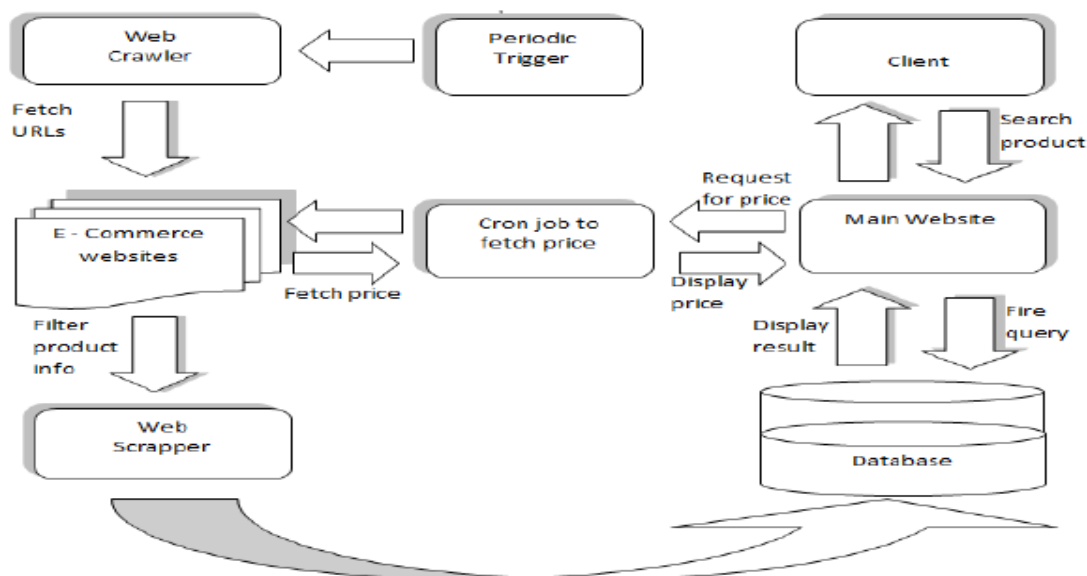 Web
Crawler
Periodic
Trigger
Client
Fetch
URLs
Search
product
Request
for price
E - Commerce
websites
Cron job to
fetch price
Main Website
Fetch price
Display
price
Filter
product
info
Display
result
Fire
query
Web
Scrapper
Database